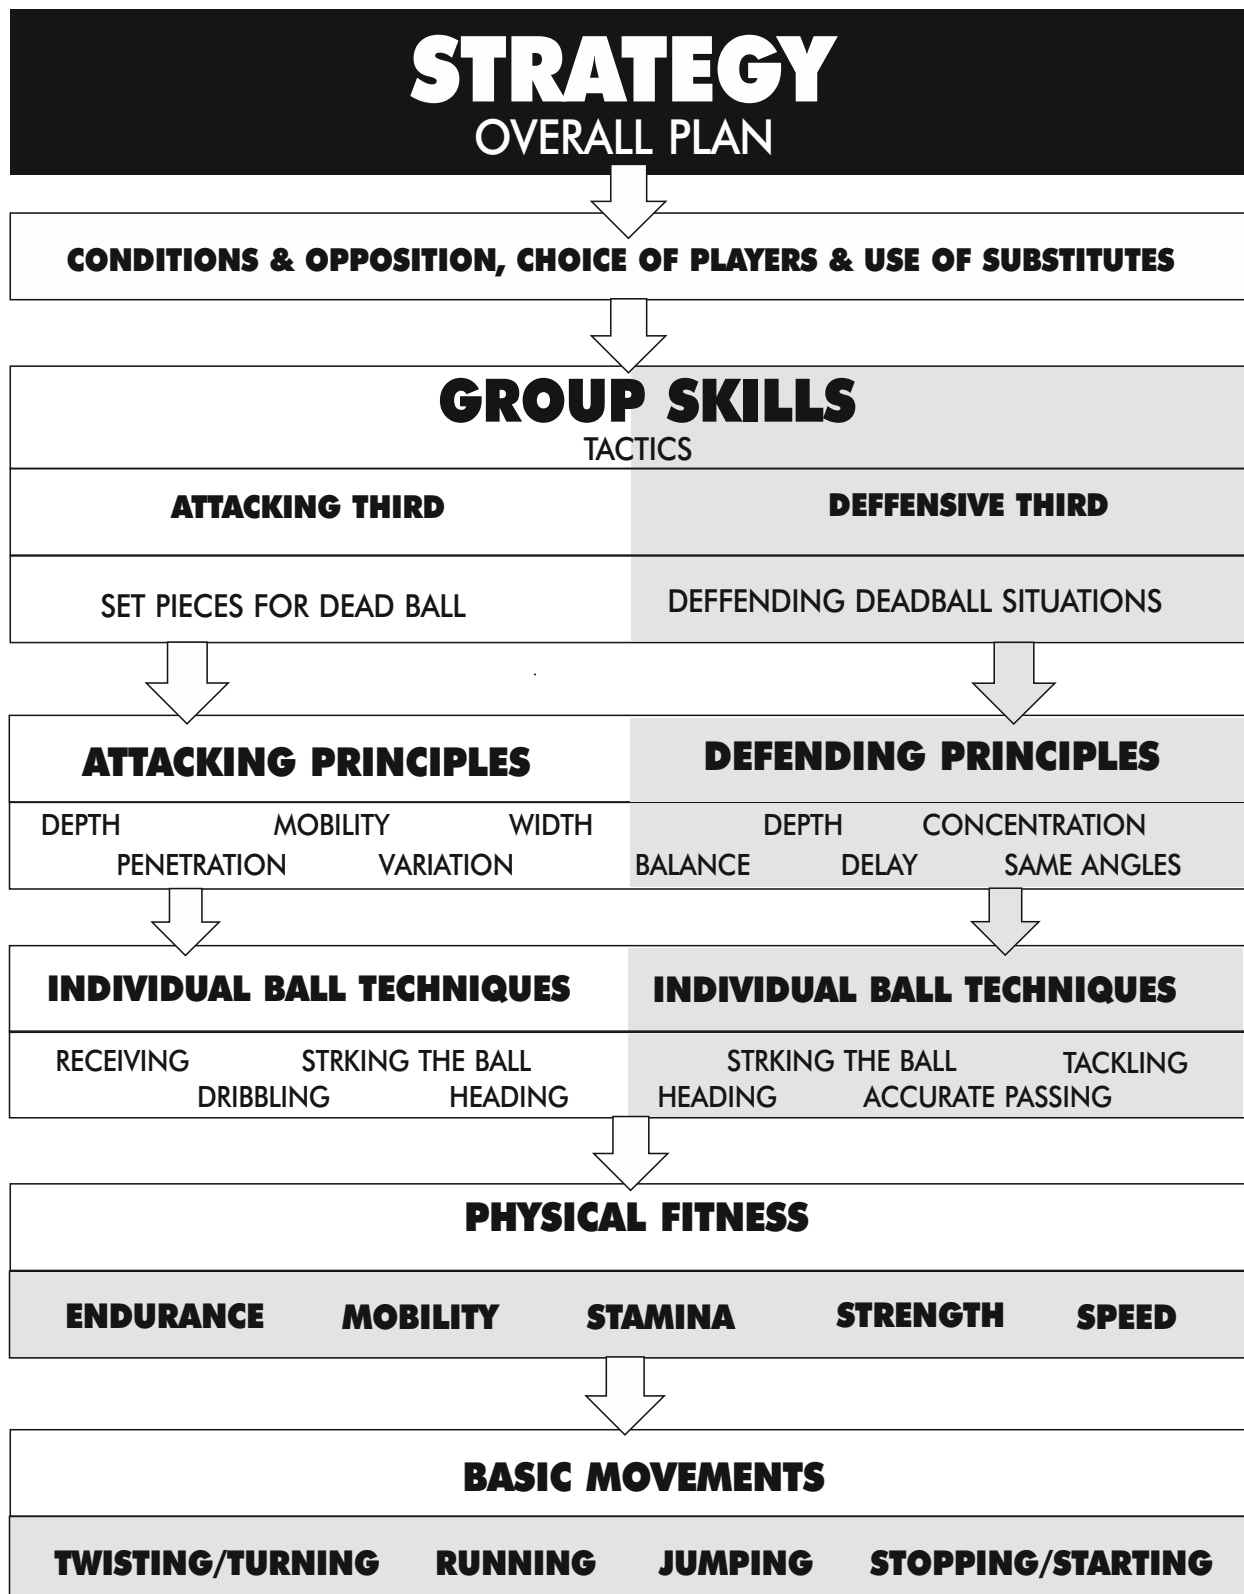 STRATEGY
OVERALL PLAN
CONDITIONS & OPPOSITION, CHOICE OF PLAYERS & USE OF SUBSTITUTES
GROUP SKILLS
TACTICS
ATTACKING THIRD
DEFFENSIVE THIRD
SET PIECES FOR DEAD BALL
DEFFENDING DEADBALL SITUATIONS
ATTACKING PRINCIPLES
DEPTH MOBILITY WIDTH
PENETRATION VARIATION
DEFENDING PRINCIPLES
DEPTH CONCENTRATION
BALANCE DELAY SAME ANGLES
INDIVIDUAL BALL TECHNIQUES
RECEIVING STRKING THE BALL
DRIBBLING HEADING
INDIVIDUAL BALL TECHNIQUES
STRKING THE BALL TACKLING
HEADING ACCURATE PASSING
PHYSICAL FITNESS
ENDURANCE MOBILITY STAMINA STRENGTH SPEED
BASIC MOVEMENTS
TWISTING/TURNING RUNNING JUMPING STOPPING/STARTING